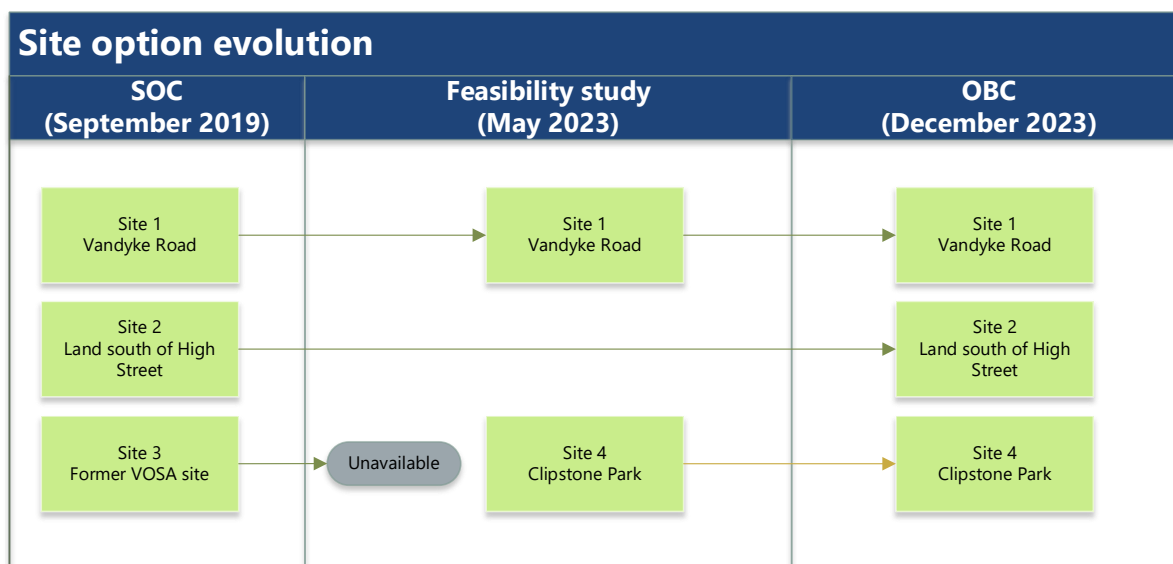 Site option evolution
SOC
(September 2019)
Feasibility study
(May 2023)
OBC
(December 2023)
Site 1
Vandyke Road
Site 1
Vandyke Road
Site 1
Vandyke Road
Site 2
Land south of High
Street
Site 2
Land south of High
Street
Site 3
Former VOSA site
Unavailable
Site 4
Clipstone Park
Site 4
Clipstone Park